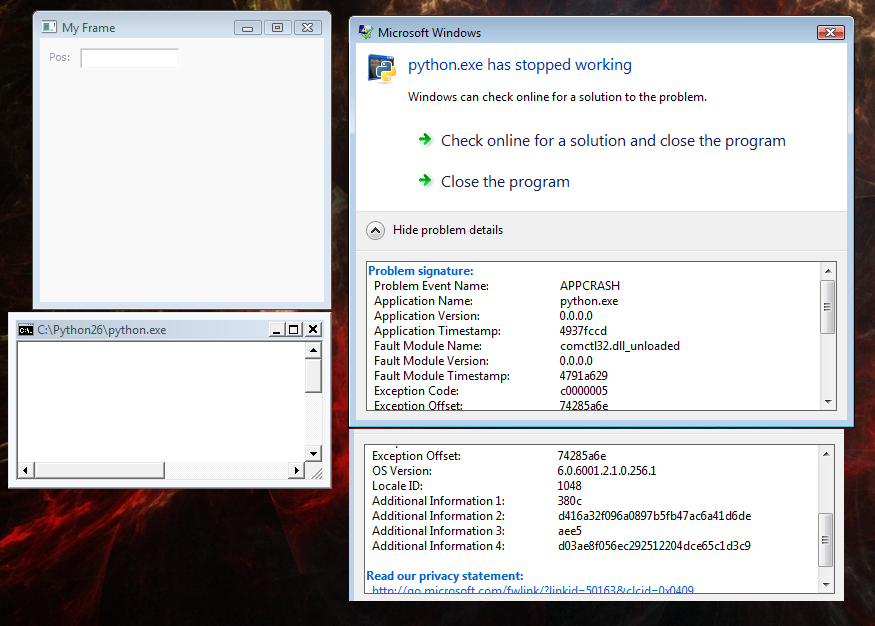 My Frame
Pos:
C:\Python26\python.exe
Microsoft Windows
python.exe has stopped working
Windows can check online for a solution to the problem.
Check online for a solution and close the program
Close the program
Hide problem details
Problem signature:
Problem Event Name: APPCRASH
Application Name: python.exe
Application Version: 0.0.0.0
Application Timestamp: 4937fccd
Fault Module Name: comctl32.dll_unloaded
Fault Module Version: 0.0.0.0
Fault Module Timestamp: 4791a629
Exception Code: c0000005
Exception Offset: 74285a6e
Exception Offset: 74285a6e
OS Version: 6.0.6001.2.1.0.256.1
Locale ID: 1048
Additional Information 1: 380c
Additional Information 2: d416a32f096a0897b5fb47ac6a41d6de
Additional Information 3: aee5
Additional Information 4: d03ae8f056ec292512204dce65c1d3c9
Read our privacy statement:
http://go.microsoft.com/fwlink/?linkid=50163&clcid=0x0409